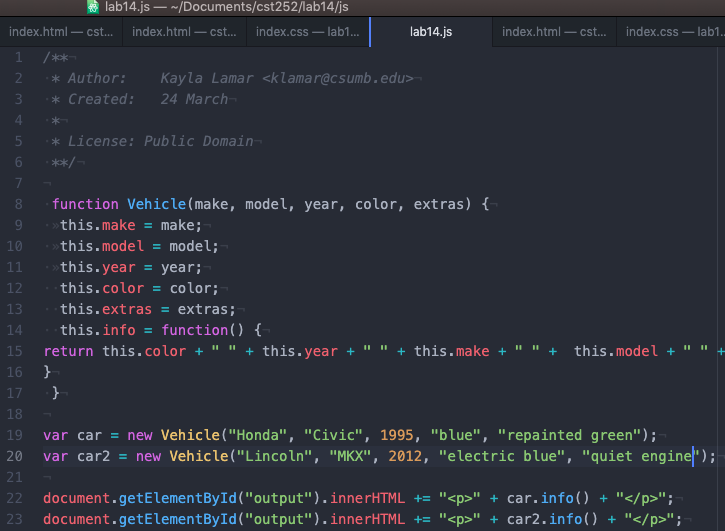 lab14.js — ~/Documents/cst252/lab14/js
index.html — cst... index.html — cst... index.css — lab1... lab14.js index.html — cst... index.css — lab...
1 /**
2 * Author: Kayla Lamar <klamar@csumb.edu>
3 * Created: 24 March
4 *
5 * License: Public Domain
6 **/
7
8 function Vehicle(make, model, year, color, extras) {
9 this.make = make;
10 this.model = model;
11 this.year = year;
12 this.color = color;
13 this.extras = extras;
14 this.info = function() {
15 return this.color + " " + this.year + " " + this.make + " " + this.model + " " +
16 }
17 }
18
19 var car = new Vehicle("Honda", "Civic", 1995, "blue", "repainted green");
20 var car2 = new Vehicle("Lincoln", "MKX", 2012, "electric blue", "quiet engine");
21
22 document.getElementById("output").innerHTML += "<p>" + car.info() + "</p>";
23 document.getElementById("output").innerHTML += "<p>" + car2.info() + "</p>";